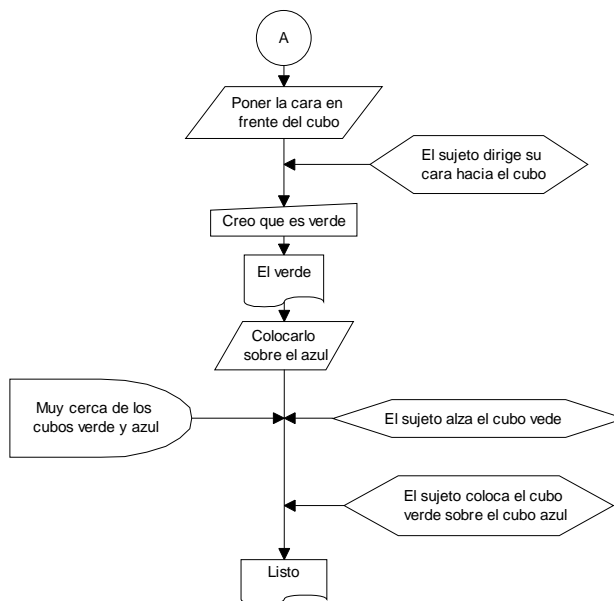 A
Poner la cara en
frente del cubo
El sujeto dirige su
cara hacia el cubo
Creo que es verde
El verde
Colocarlo
sobre el azul
Muy cerca de los
cubos verde y azul
El sujeto alza el cubo vede
El sujeto coloca el cubo
verde sobre el cubo azul
Listo